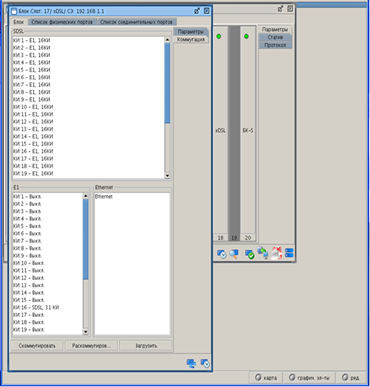 Блок Слот: 17/ xDSL/ СЭ: 192.168.1.1
Блок
Список физических портов
Список соединительных портов
SDSL
Параметры
Коммутация
КИ 1 – E1, 16КИ
КИ 2 – E1, 16КИ
КИ 3 – E1, 16КИ
КИ 4 – E1, 16КИ
КИ 5 – E1, 16КИ
КИ 6 – E1, 16КИ
КИ 7 – E1, 16КИ
КИ 8 – E1, 16КИ
КИ 9 – E1, 16КИ
КИ 10 – E1, 16КИ
КИ 11 – E1, 16КИ
КИ 12 – E1, 16КИ
КИ 13 – E1, 16КИ
КИ 14 – E1, 16КИ
КИ 15 – E1, 16КИ
КИ 16 – E1, 16КИ
КИ 17 – E1, 16КИ
КИ 18 – E1, 16КИ
КИ 19 – E1, 16КИ
E1
КИ 1 – Выкл.
КИ 2 – Выкл.
КИ 3 – Выкл.
КИ 4 – Выкл.
КИ 5 – Выкл.
КИ 6 – Выкл.
КИ 7 – Выкл.
КИ 8 – Выкл.
КИ 9 – Выкл.
КИ 10 – Выкл.
КИ 11 – Выкл.
КИ 12 – Выкл.
КИ 13 – Выкл.
КИ 14 – Выкл.
КИ 15 – Выкл.
КИ 16 – SDSL, 31 КИ
КИ 17 – Выкл.
КИ 18 – Выкл.
КИ 19 – Выкл.
Ethernet
Ethernet
Скоммутировать
Раскоммутиров...
Загрузить
Параметры
Статив
Протокол
xDSL
БК-S
18
19
20
карта
график. эл-ты
ред.